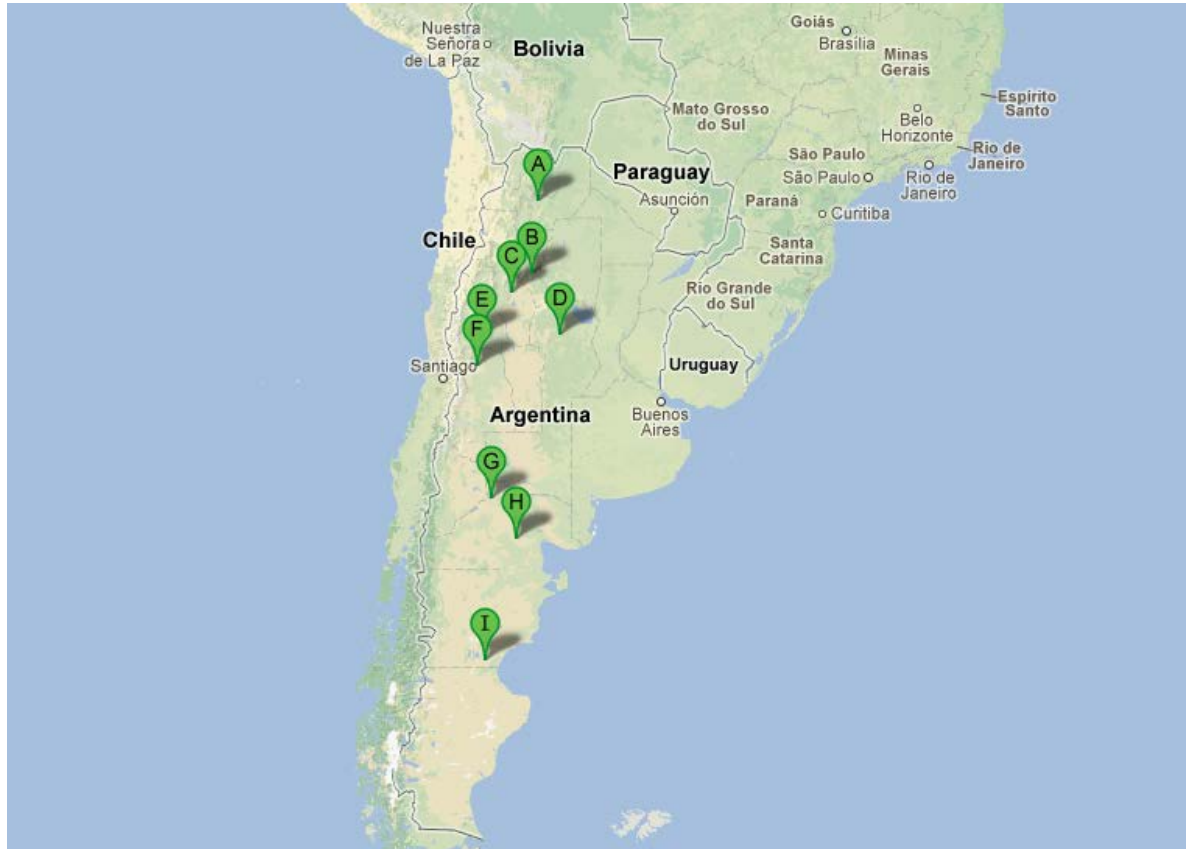 Nuestra
Señora
de La Paz
Bolivia
Goiás
Brasília
Minas
Gerais
Espírito
Santo
Mato Grosso
do Sul
Belo
Horizonte
Rio de
Janeiro
São Paulo
São Paulo
Rio de
Janeiro
Paraguay
Asunción
Paraná
Curitiba
A
Chile
B
C
Santa
Catarina
Rio Grande
do Sul
D
E
F
Santiago
Uruguay
Argentina
Buenos
Aires
G
H
I